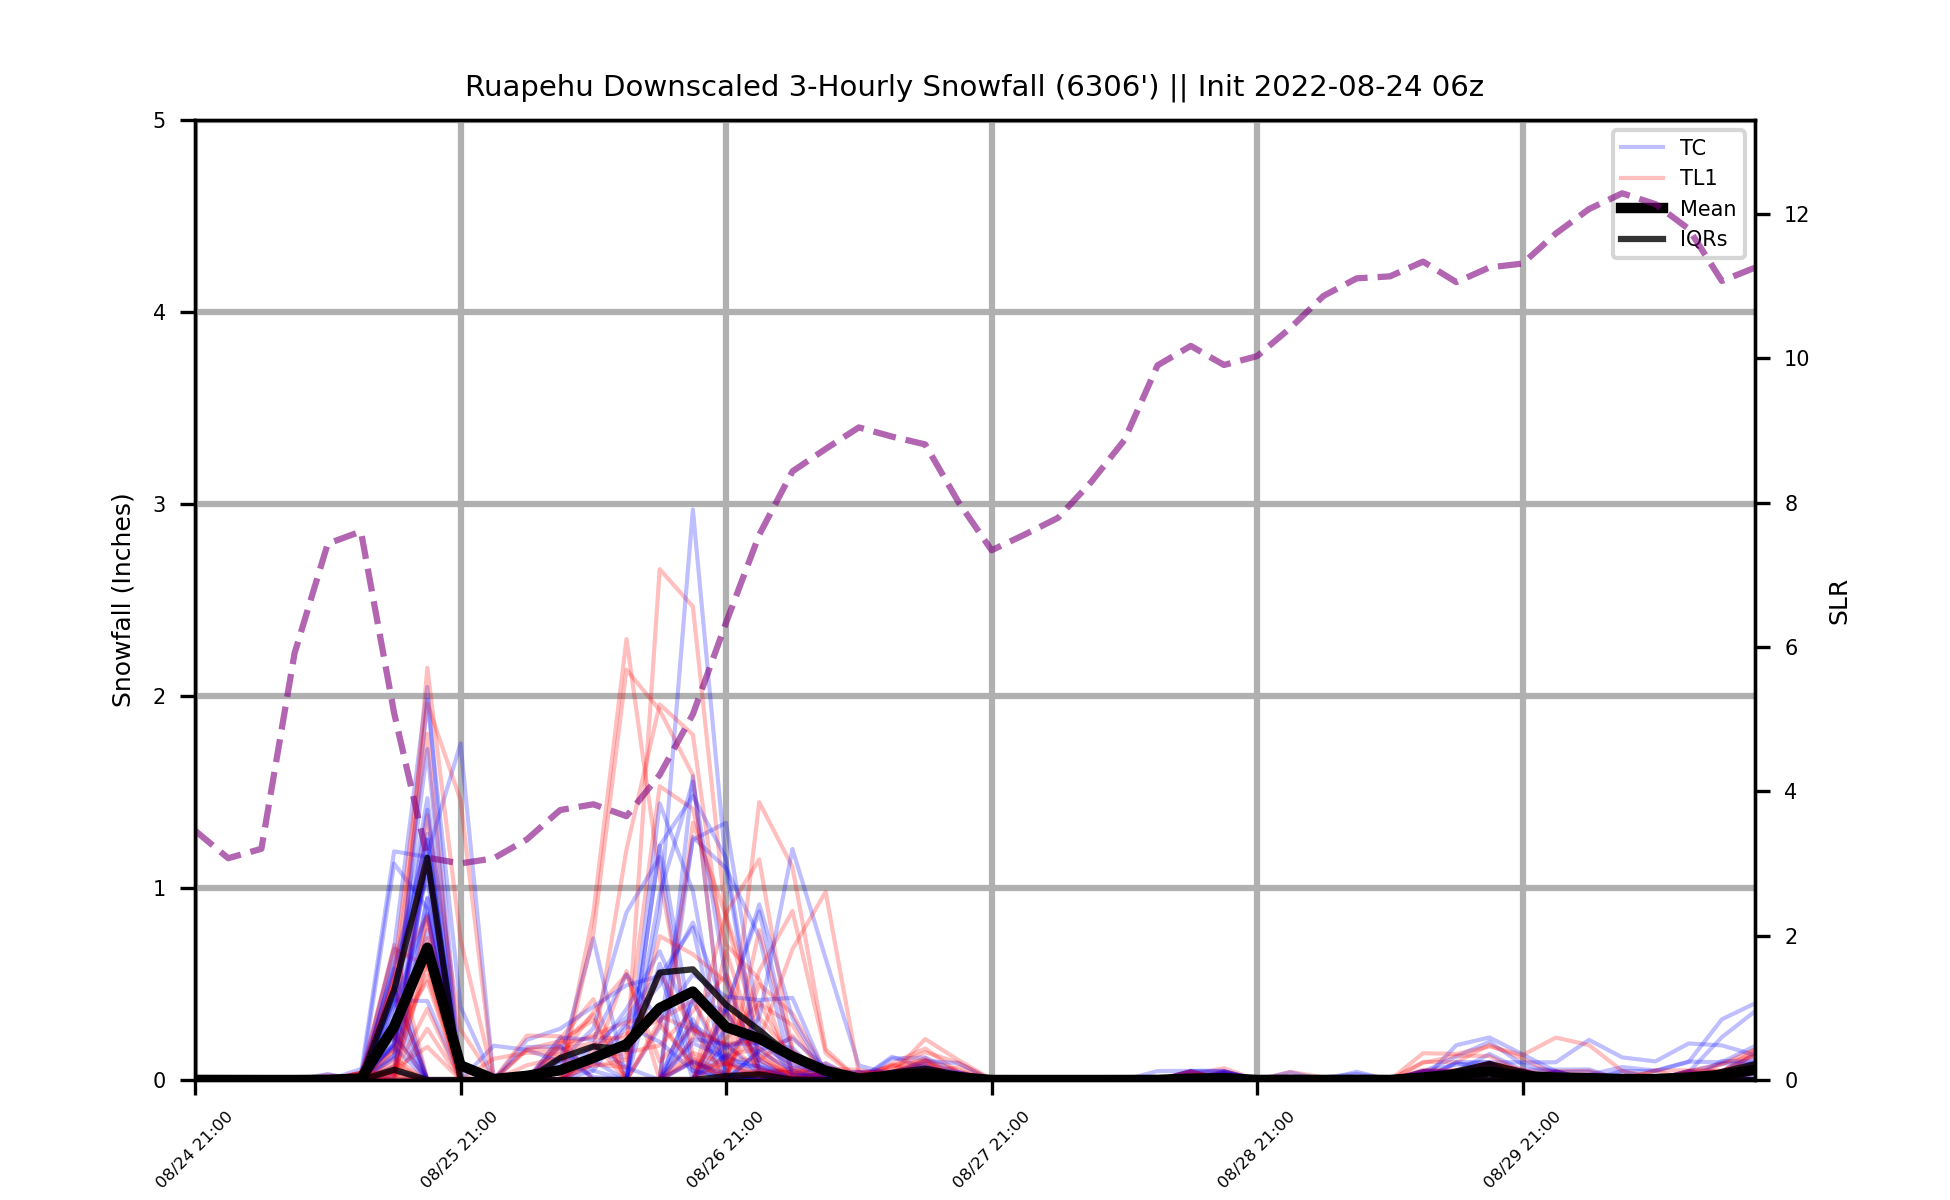 Ruapehu Downscaled 3-Hourly Snowfall (6306') || Init 2022-08-24 06z
5
4
3
2
1
0
Snowfall (Inches)
TC
TL1
Mean
IQRs
12
10
8
6
4
2
0
SLR
08/24 21:00
08/25 21:00
08/26 21:00
08/27 21:00
08/28 21:00
08/29 21:00